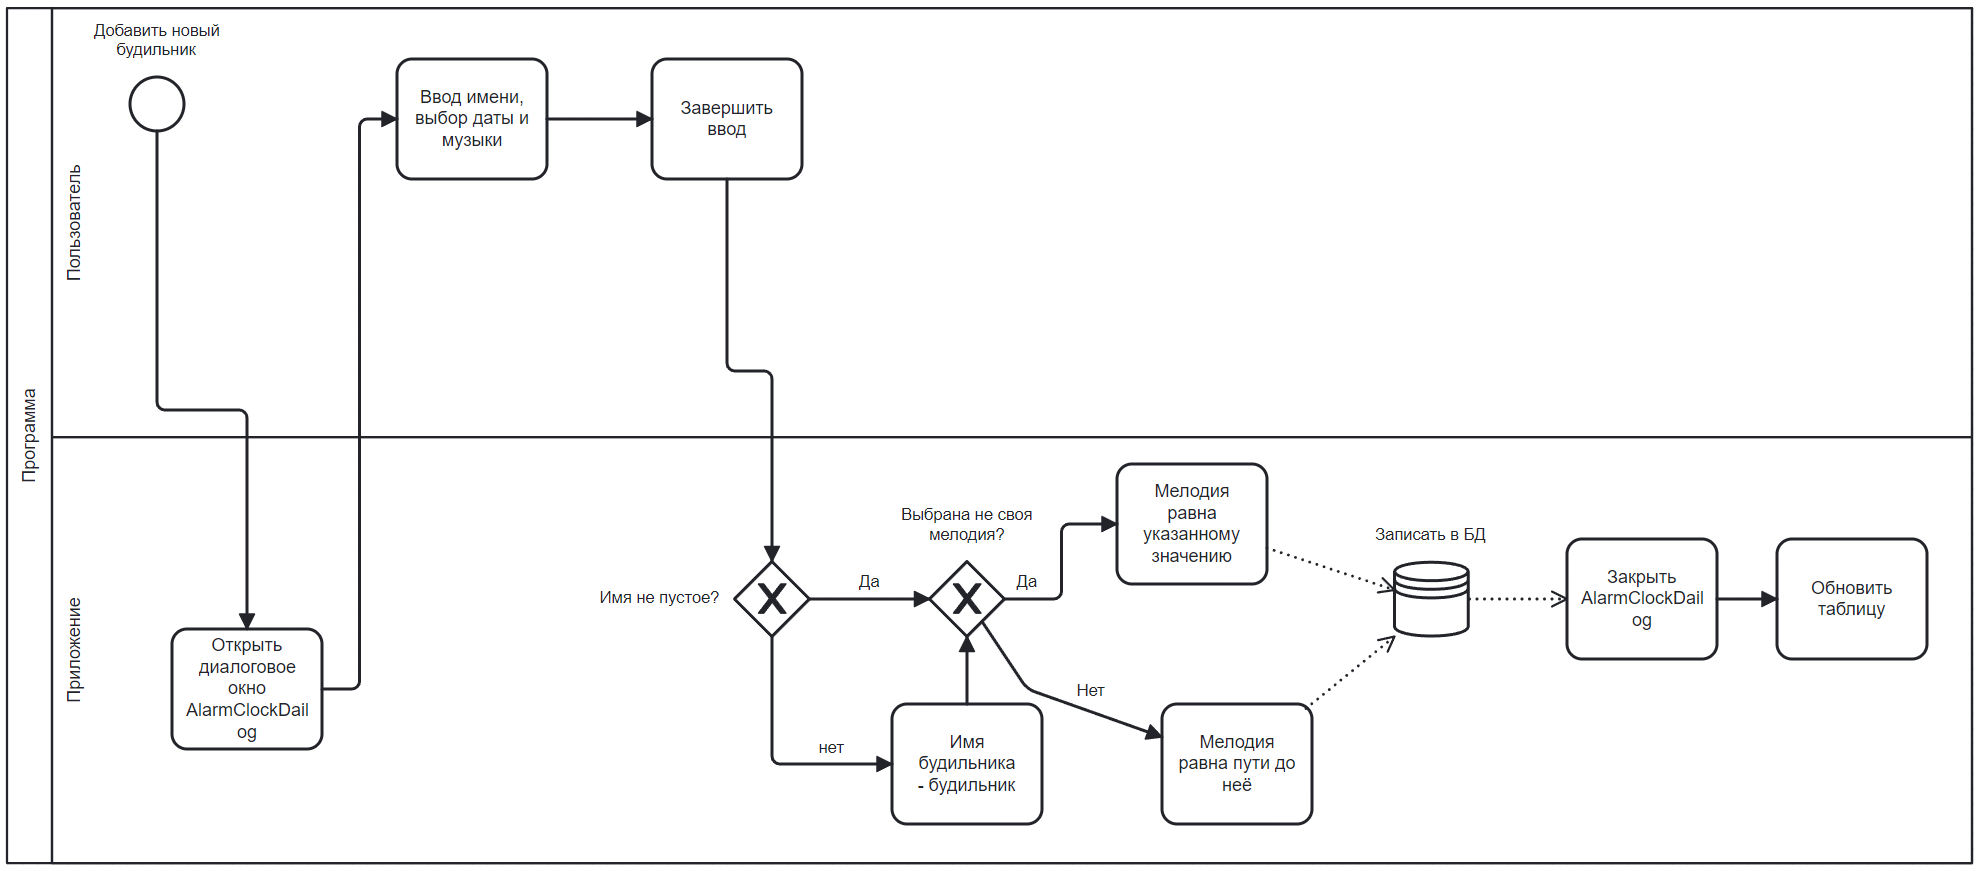 Программа
Пользователь
Добавить новый
будильник
Ввод имени,
выбор даты и
музыки
Завершить
ввод
Приложение
Открыть
диалоговое
окно
AlarmClockDail
og
Имя не пустое?
Да
нет
Имя
будильника
- будильник
Выбрана не своя
мелодия?
Да
Нет
Мелодия
равна
указанному
значению
Мелодия
равна пути до
неё
Записать в БД
Закрыть
AlarmClockDail
og
Обновить
таблицу